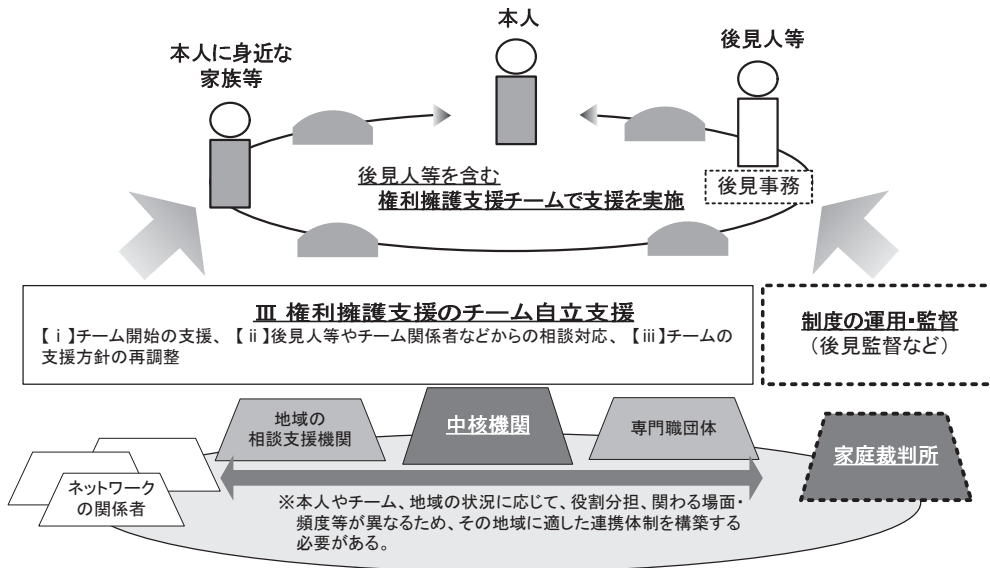 本人
本人に身近な
家族等
後見人等
後見人等を含む
権利擁護支援チームで支援を実施
後見事務
Ⅲ 権利擁護支援のチーム自立支援
【ⅰ】チーム開始の支援、【ⅱ】後見人等やチーム関係者などからの相談対応、【ⅲ】チームの
支援方針の再調整
制度の運用・監督
(後見監督など)
地域の
相談支援機関
中核機関
専門職団体
家庭裁判所
ネットワーク
の関係者
※本人やチーム、地域の状況に応じて、役割分担、関わる場面・
頻度等が異なるため、その地域に適した連携体制を構築する
必要がある。